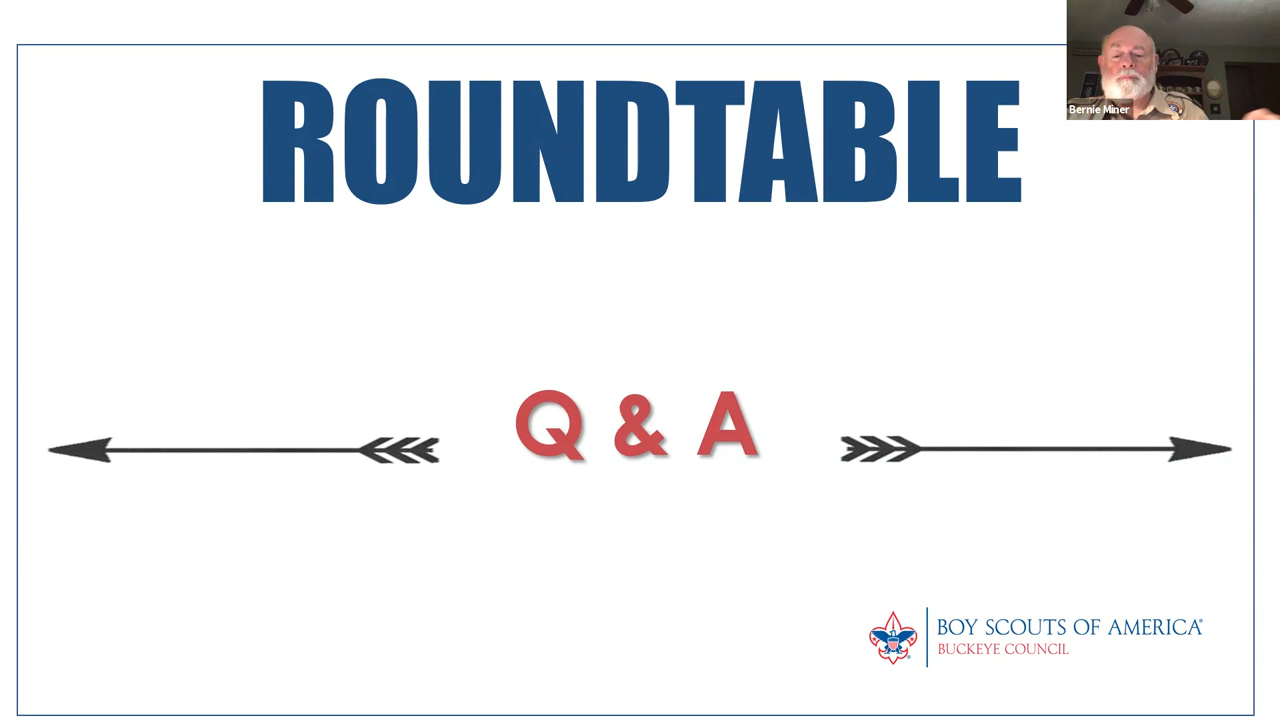 Bernie Miner
ROUNDTABLE
Q & A
BOY SCOUTS OF AMERICA®
BUCKEYE COUNCIL